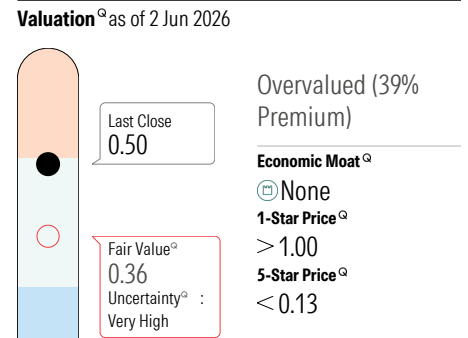 Valuation Q as of 2 Jun 2026
Last Close
0.50
Fair Value Q
0.36
Uncertainty Q :
Very High
Overvalued (39%
Premium)
Economic Moat Q
None
1-Star Price Q
>1.00
5-Star Price Q
<0.13